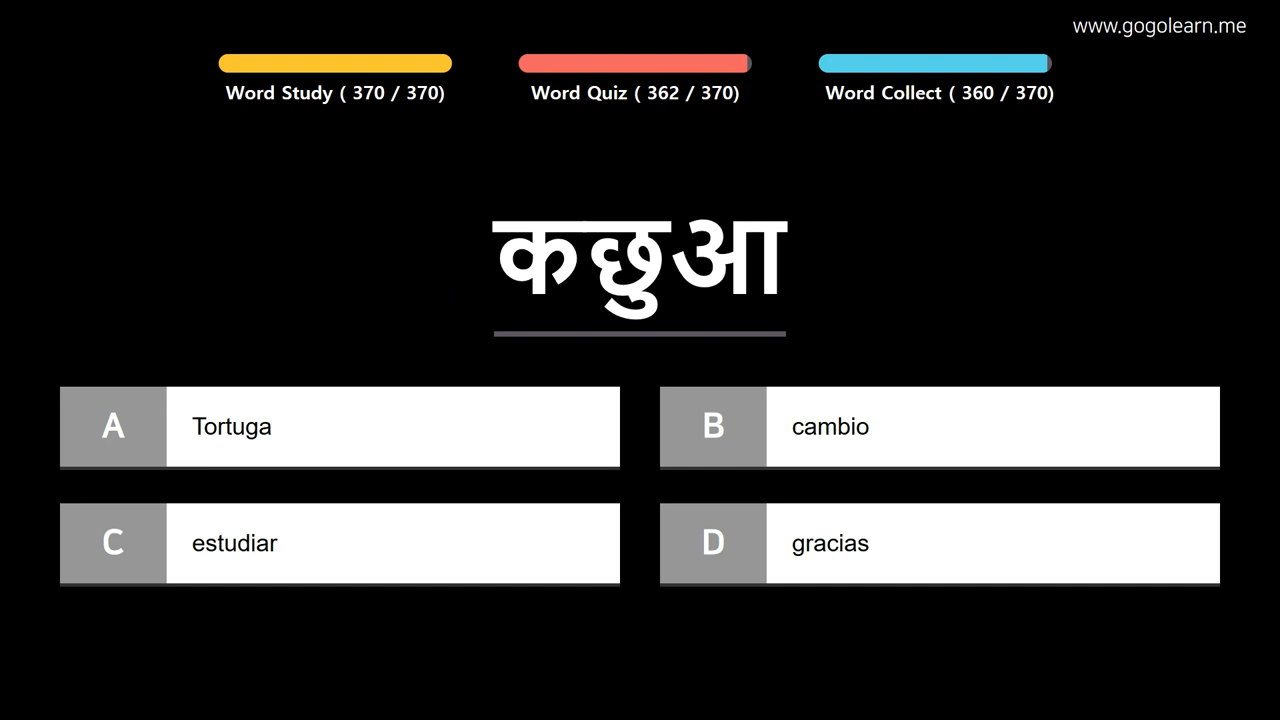 www.gogolearn.me
Word Study ( 370 / 370)
Word Quiz ( 362 / 370)
Word Collect ( 360 / 370)
कछुआ
A Tortuga
B cambio
C estudiar
D gracias